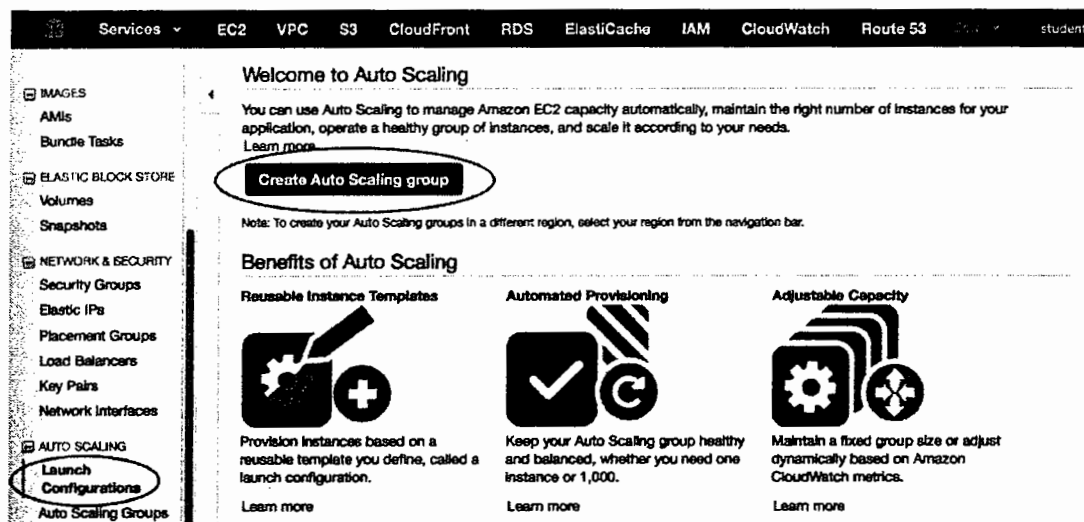 Services EC2 VPC S3 CloudFront RDS ElastiCache IAM CloudWatch Route 53 student
IMAGES
AMIs
Bundle Tasks
ELASTIC BLOCK STORE
Volumes
Snapshots
NETWORK & SECURITY
Security Groups
Elastic IPs
Placement Groups
Load Balancers
Key Pairs
Network Interfaces
AUTO SCALING
Launch
Configurations
Auto Scaling Groups
Welcome to Auto Scaling
You can use Auto Scaling to manage Amazon EC2 capacity automatically, maintain the right number of instances for your
application, operate a healthy group of instances, and scale it according to your needs.
Learn more
Create Auto Scaling group
Note: To create your Auto Scaling groups in a different region, select your region from the navigation bar.
Benefits of Auto Scaling
Reusable Instance Templates
Provision instances based on a
reusable template you define, called a
launch configuration.
Learn more
Automated Provisioning
Keep your Auto Scaling group healthy
and balanced, whether you need one
instance or 1,000.
Learn more
Adjustable Capacity
Maintain a fixed group size or adjust
dynamically based on Amazon
CloudWatch metrics.
Learn more